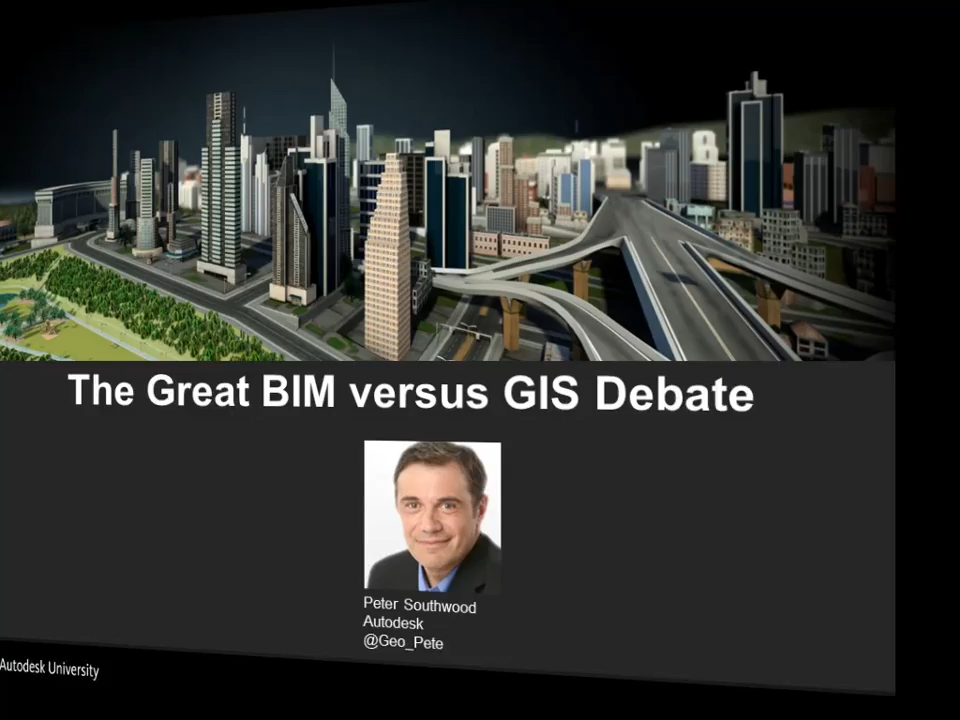 The Great BIM versus GIS Debate
Peter Southwood
Autodesk
@Geo_Pete
Autodesk University